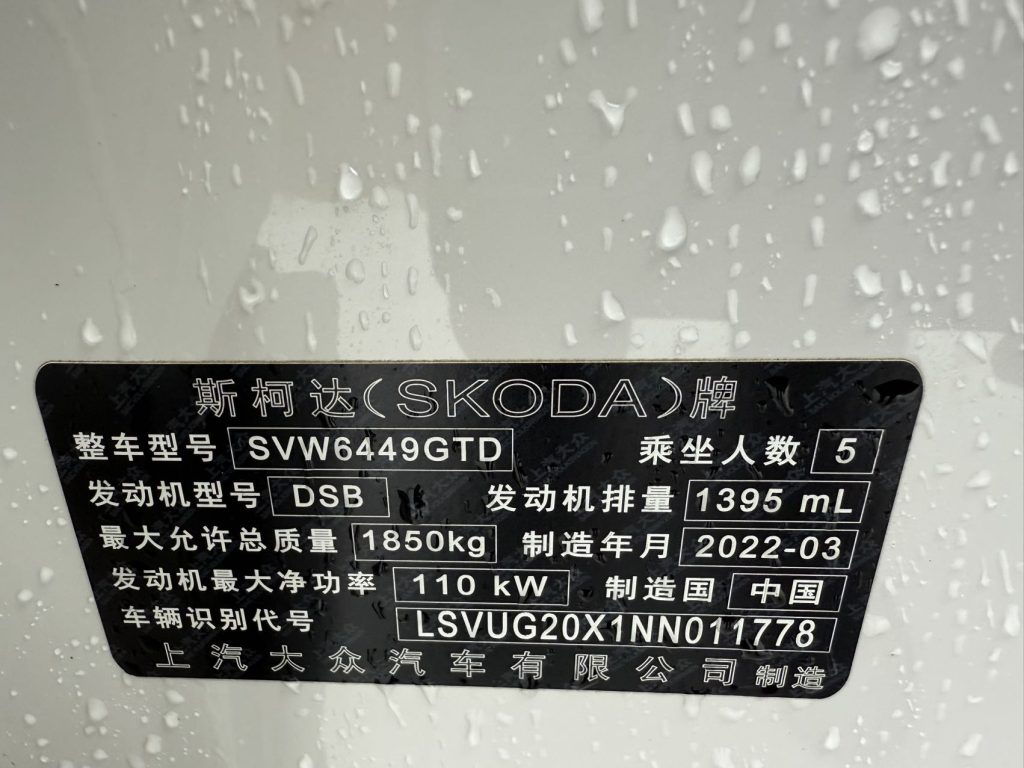 斯柯达(SKODA)牌
整车型号 SVW6449GTD 乘坐人数 5
发动机型号 DSB 发动机排量 1395 mL
最大允许总质量 1850kg 制造年月 2022-03
发动机最大净功率 110 kW 制造国 中国
车辆识别代号 LSVUG20X1NN011778
上汽大众汽车有限公司 制造